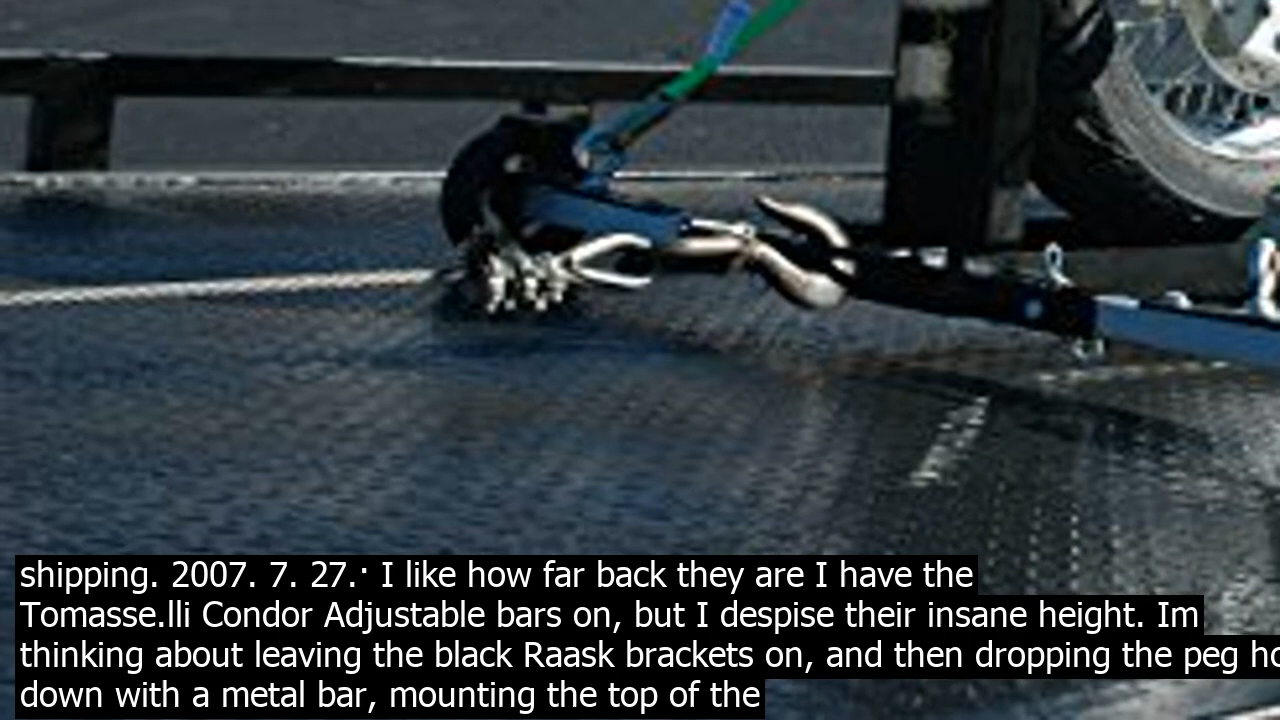 shipping. 2007. 7. 27.· I like how far back they are I have the
Tomasse.lli Condor Adjustable bars on, but I despise their insane height. Im
thinking about leaving the black Raask brackets on, and then dropping the peg
down with a metal bar, mounting the top of the